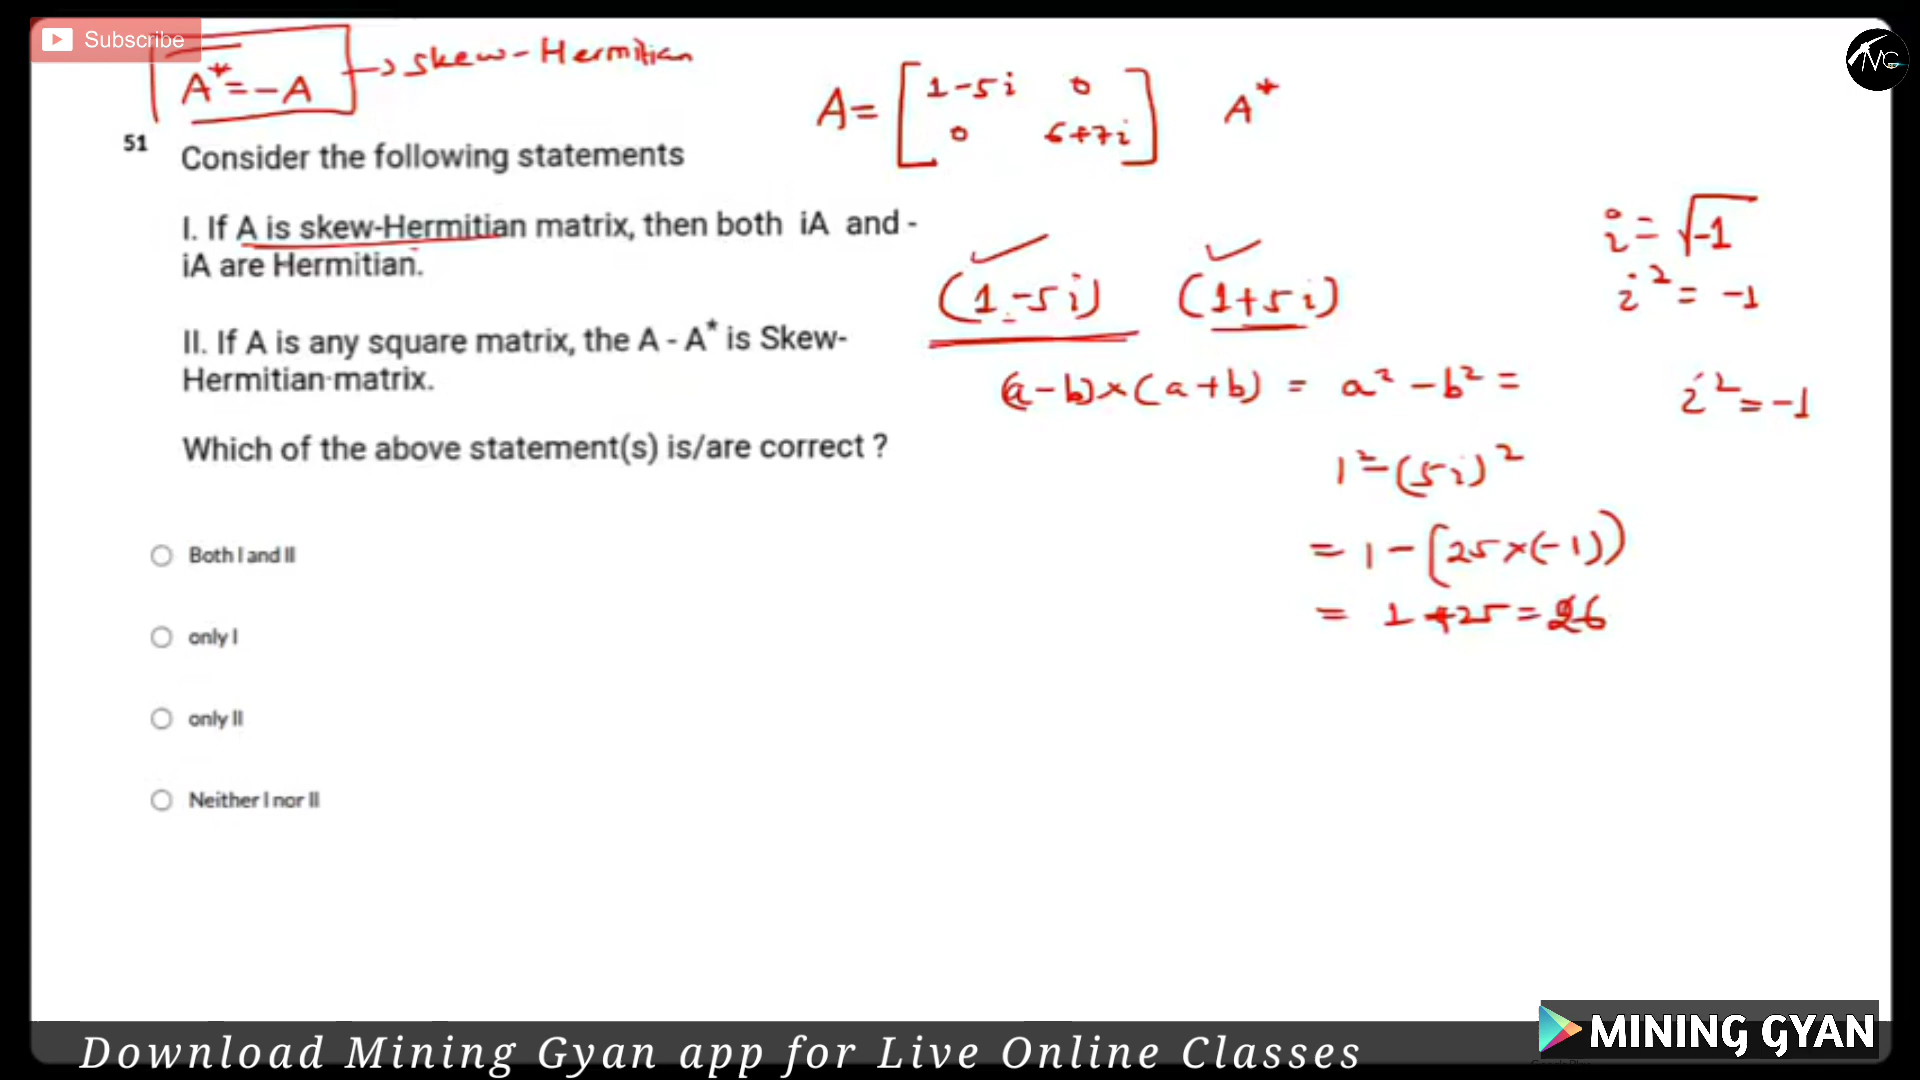 Subscribe
A* = -A → Skew-Hermitian
A = [1-5i 0
0 6+7i] A*
51
Consider the following statements
I. If A is skew-Hermitian matrix, then both iA and -
iA are Hermitian.
i = √-1
i² = -1
(1-5i) (1+5i)
II. If A is any square matrix, the A - A* is Skew-
Hermitian matrix.
(a-b)×(a+b) = a² - b² =
i² = -1
Which of the above statement(s) is/are correct ?
1² - (5i)²
= 1 - (25×(-1))
= 1+25 = 26
Both I and II
only I
only II
Neither I nor II
MINING GYAN
Download Mining Gyan app for Live Online Classes